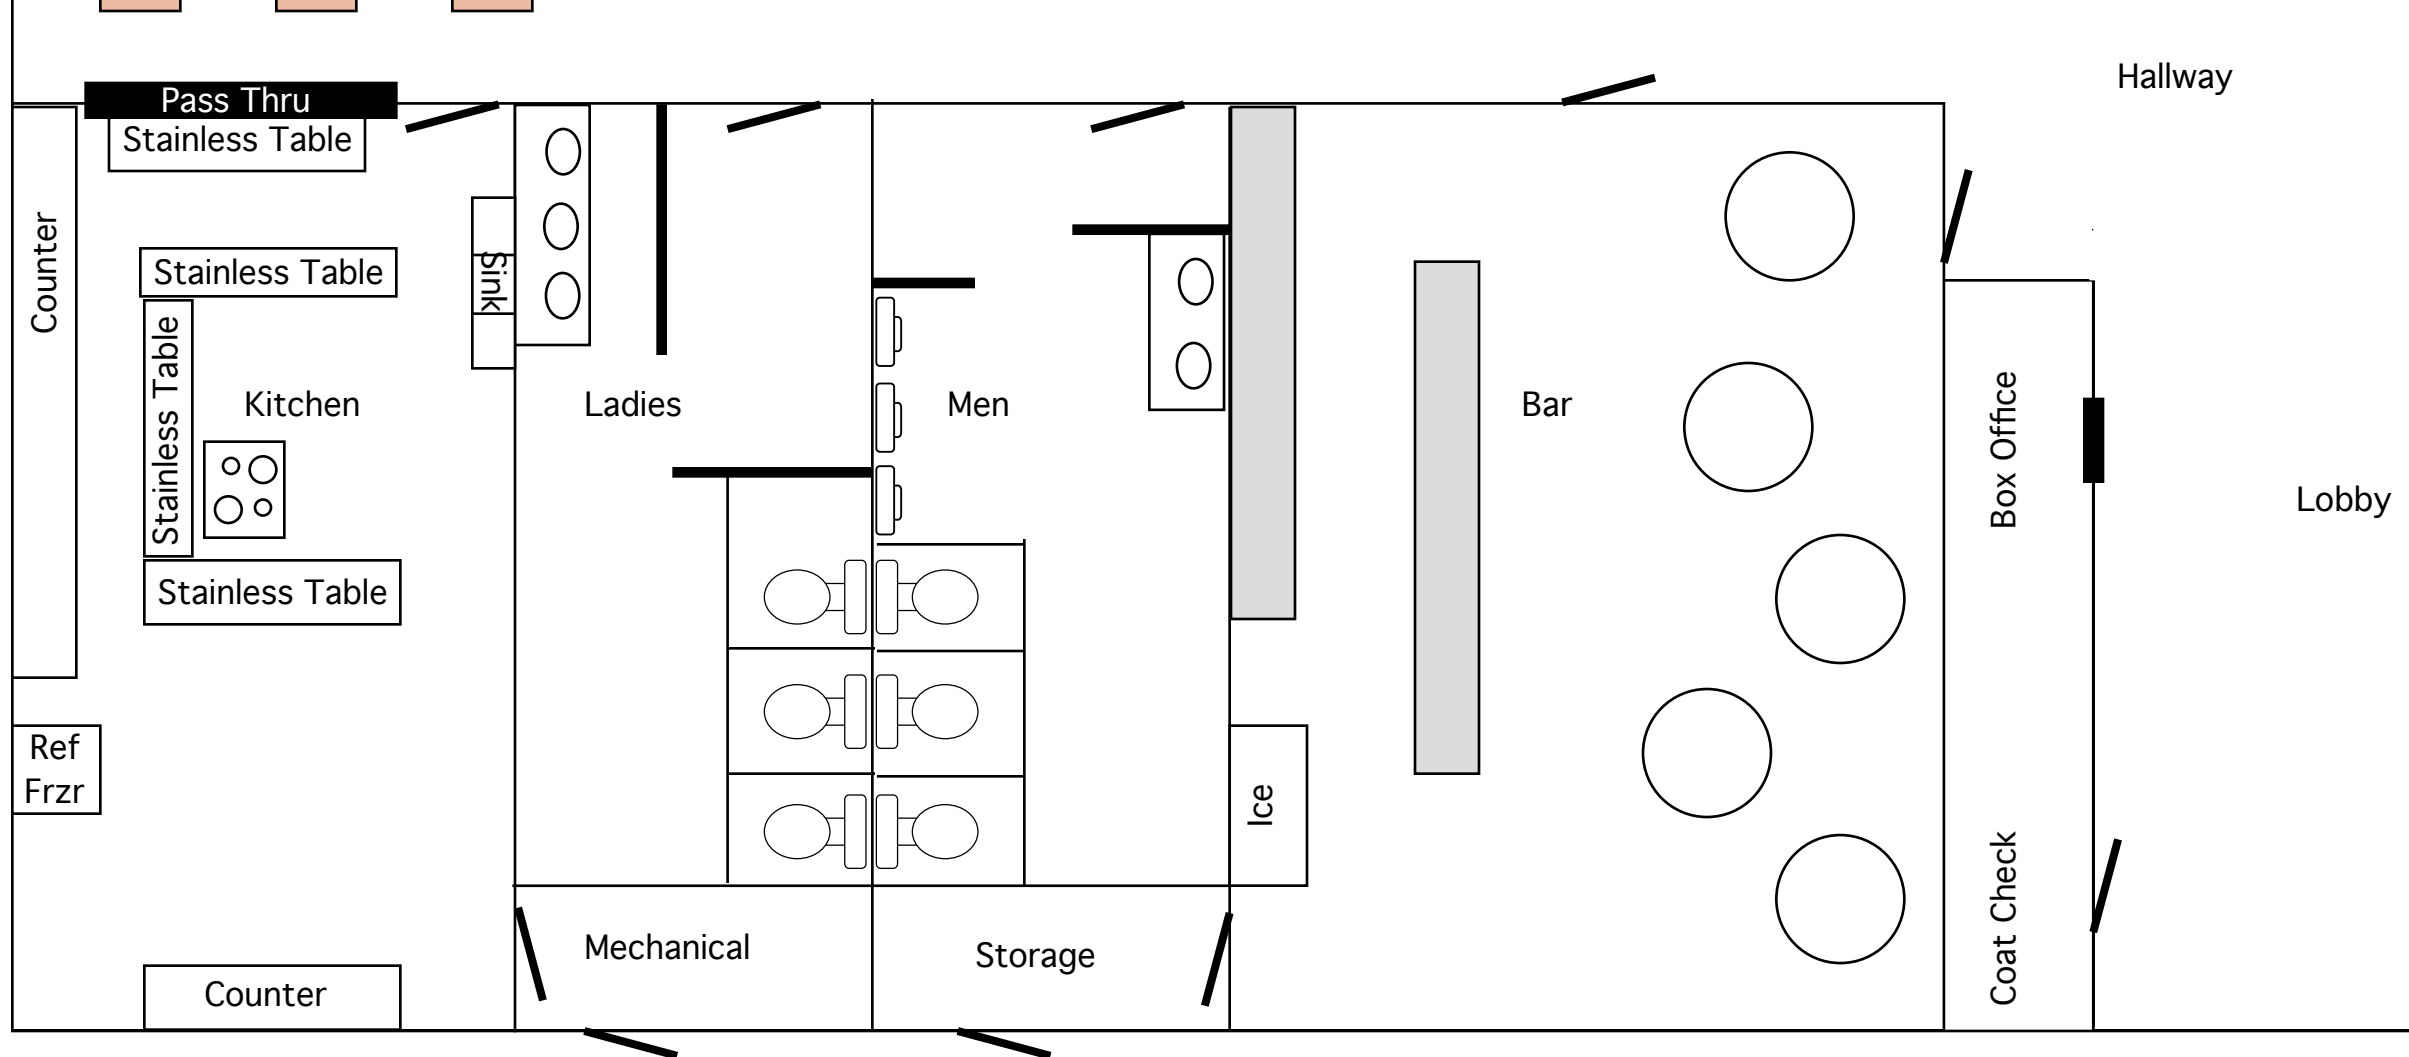 Hallway
Pass Thru
Stainless Table
Counter
Stainless Table
Sink
Stainless Table
Kitchen
Ladies
Men
Bar
Box Office
Lobby
Stainless Table
Ref
Frzr
Ice
Coat Check
Mechanical
Storage
Counter